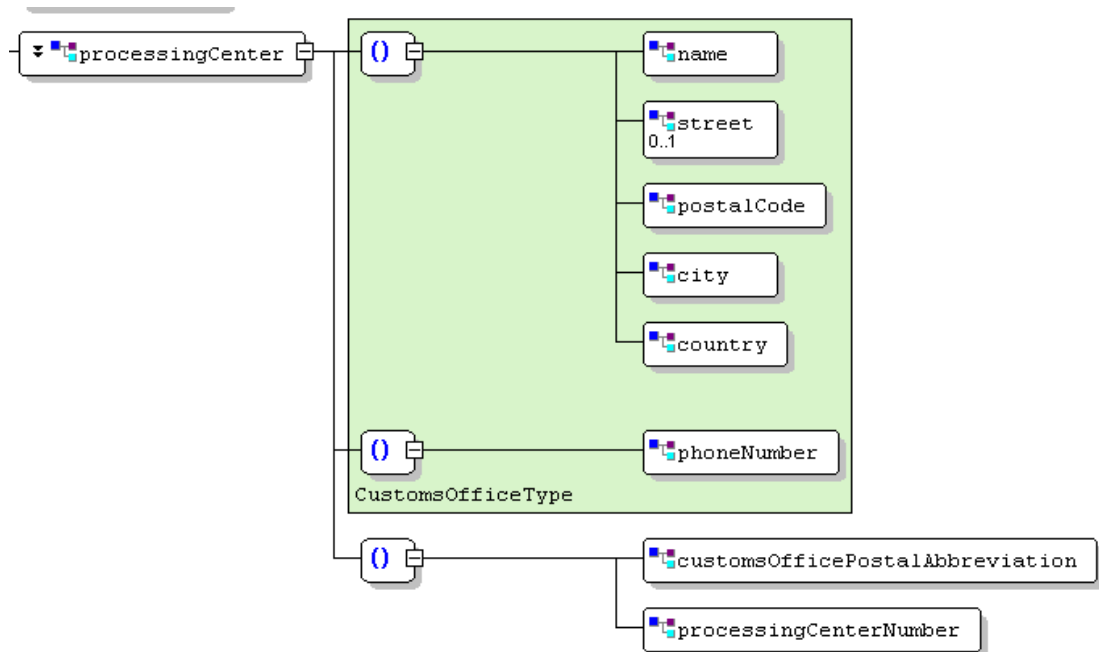 processingCenter
()
name
street
0..1
postalCode
city
country
()
phoneNumber
CustomsOfficeType
()
customsOfficePostalAbbreviation
processingCenterNumber